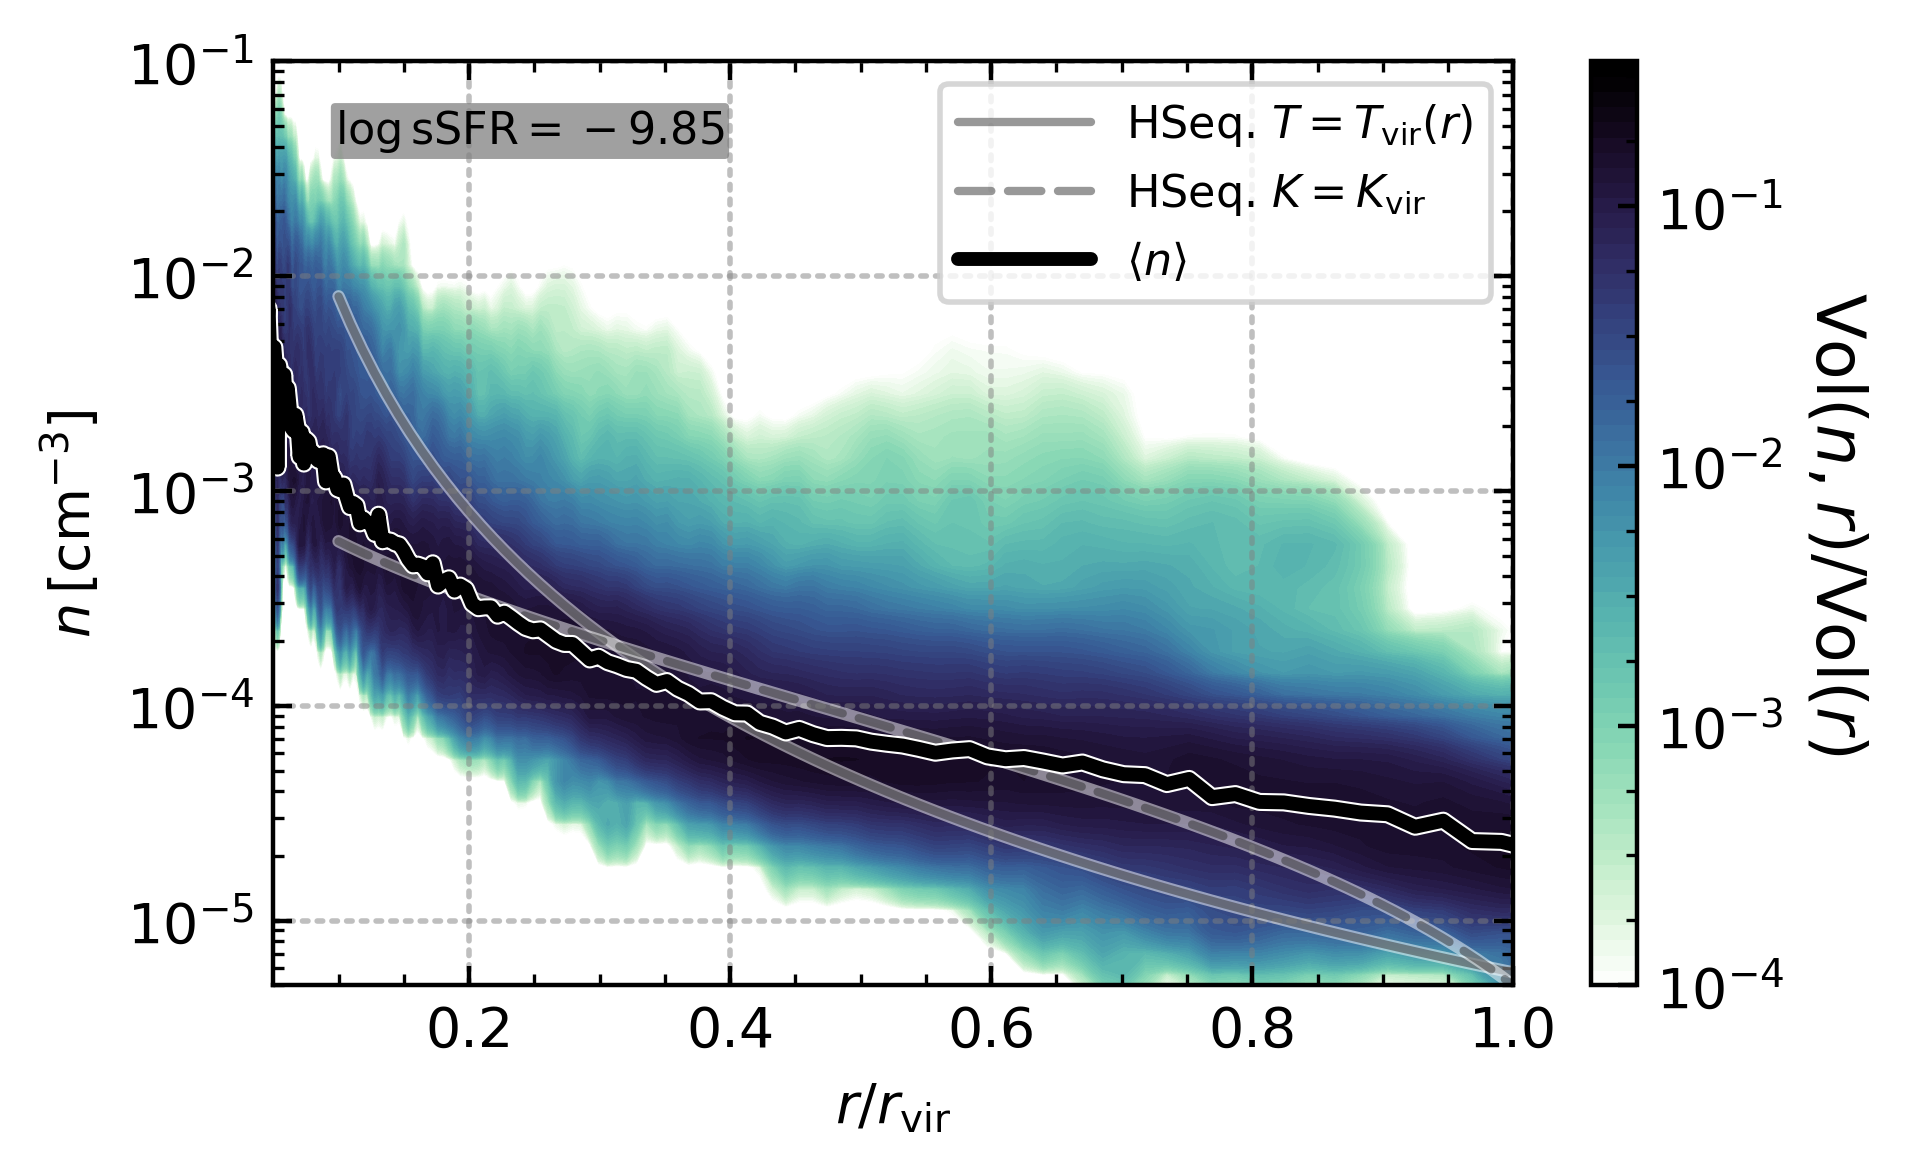 10⁻¹
10⁻²
10⁻³
10⁻⁴
10⁻⁵
n [cm⁻³]
log sSFR = −9.85
HSeq. T = T_vir(r)
HSeq. K = K_vir
⟨n⟩
0.2 0.4 0.6 0.8 1.0
r/r_vir
10⁻¹
10⁻²
10⁻³
10⁻⁴
Vol(n, r)/Vol(r)